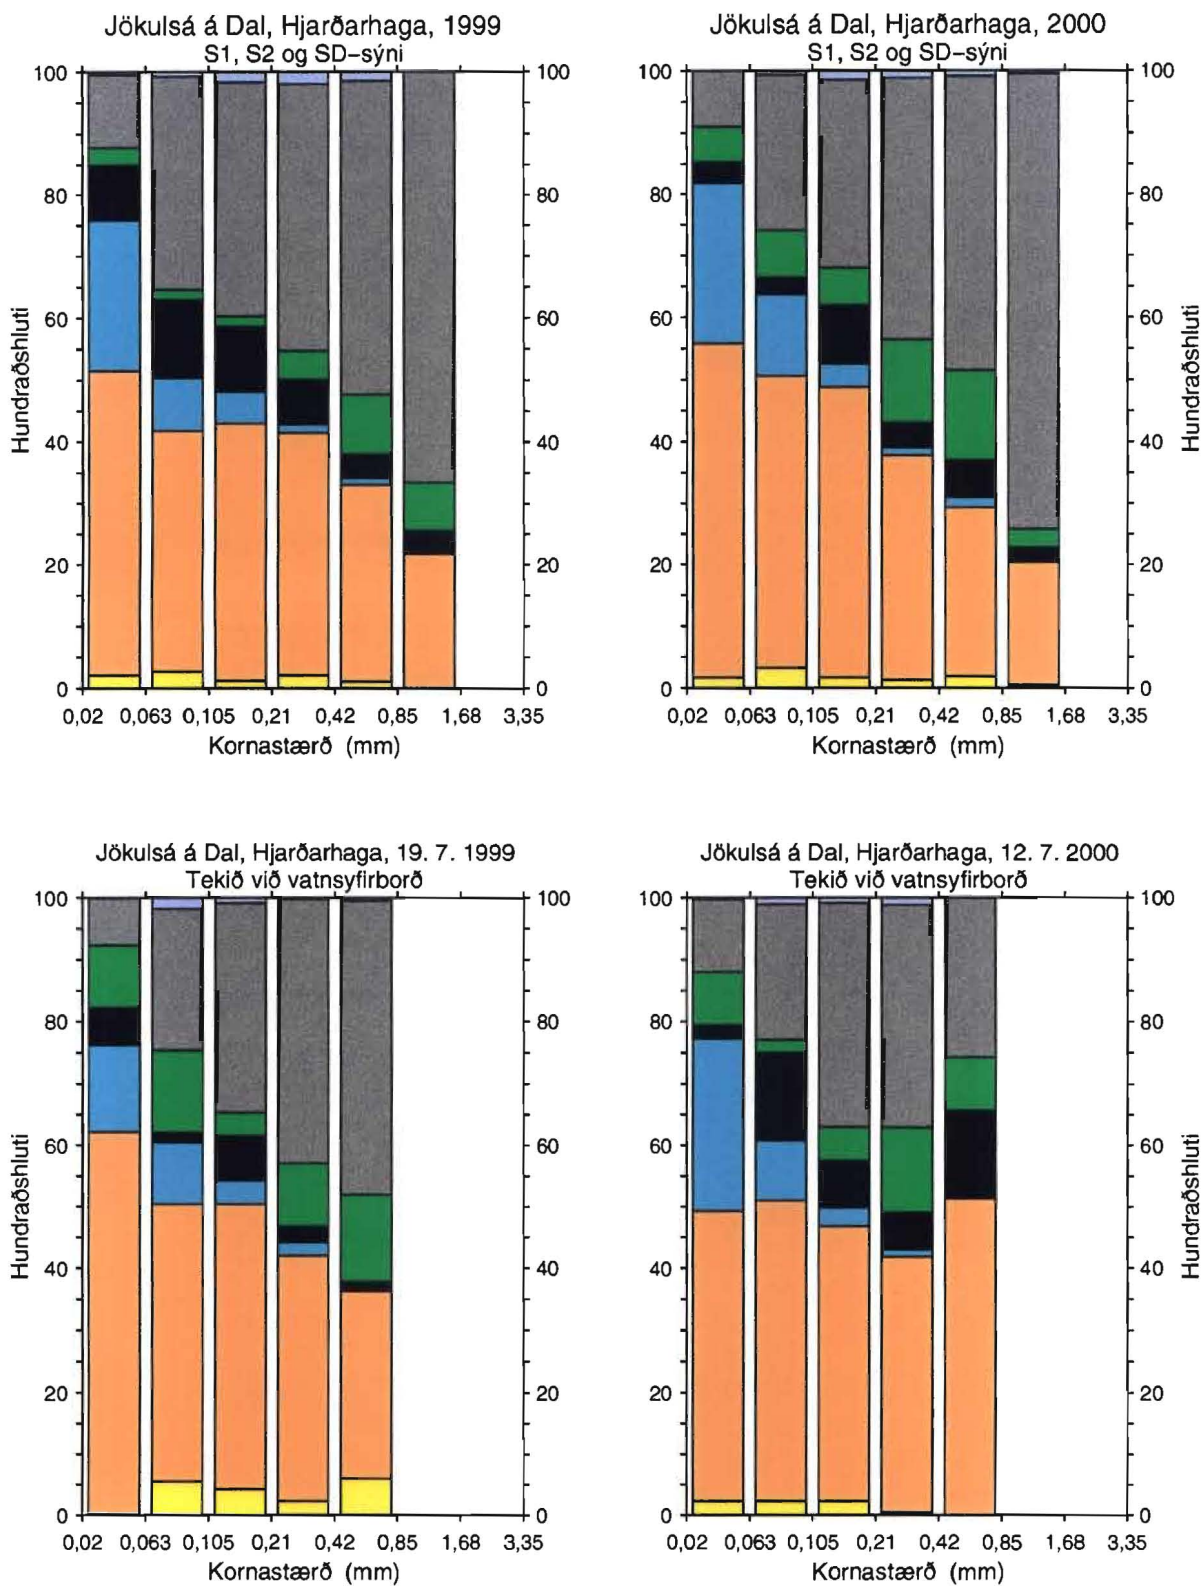 Jökulsá á Dal, Hjarðarhaga, 1999
S1, S2 og SD–sýni
100
80
60
40
20
0
100
80
60
40
20
0
Hundraðshluti
0,02 0,063 0,105 0,21 0,42 0,85 1,68 3,35
Kornastærð (mm)
Jökulsá á Dal, Hjarðarhaga, 2000
S1, S2 og SD–sýni
100
80
60
40
20
0
100
80
60
40
20
0
Hundraðshluti
0,02 0,063 0,105 0,21 0,42 0,85 1,68 3,35
Kornastærð (mm)
Jökulsá á Dal, Hjarðarhaga, 19. 7. 1999
Tekið við vatnsyfirborð
100
80
60
40
20
0
100
80
60
40
20
0
Hundraðshluti
0,02 0,063 0,105 0,21 0,42 0,85 1,68 3,35
Kornastærð (mm)
Jökulsá á Dal, Hjarðarhaga, 12. 7. 2000
Tekið við vatnsyfirborð
100
80
60
40
20
0
100
80
60
40
20
0
Hundraðshluti
0,02 0,063 0,105 0,21 0,42 0,85 1,68 3,35
Kornastærð (mm)